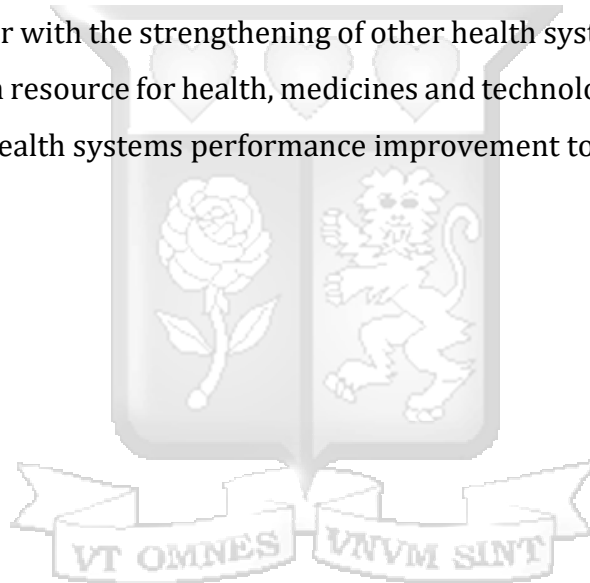 r with the strengthening of other health syst
resource for health, medicines and technolo
ealth systems performance improvement to
VT OMNES VNVM SINT